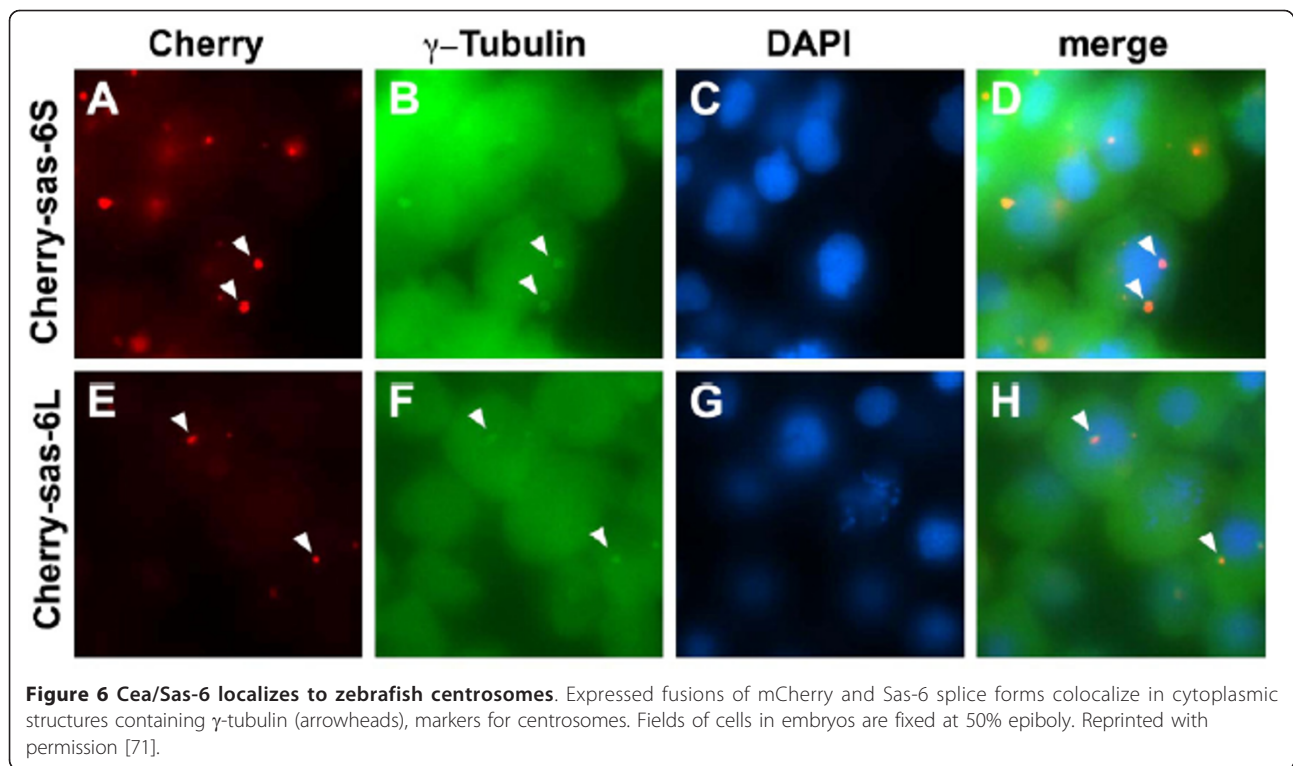 Cherry γ–Tubulin DAPI merge
Cherry-sas-6S
A B C D
Cherry-sas-6L
E F G H
Figure 6 Cea/Sas-6 localizes to zebrafish centrosomes. Expressed fusions of mCherry and Sas-6 splice forms colocalize in cytoplasmic
structures containing γ-tubulin (arrowheads), markers for centrosomes. Fields of cells in embryos are fixed at 50% epiboly. Reprinted with
permission [71].